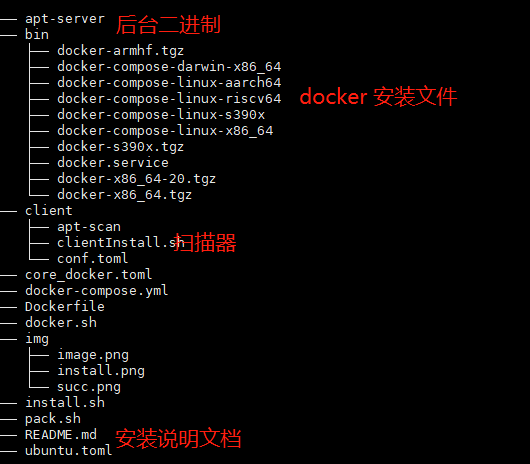 ── apt-server 后台二进制
── bin
├── docker-armhf.tgz
├── docker-compose-darwin-x86_64
├── docker-compose-linux-aarch64
├── docker-compose-linux-riscv64 docker 安装文件
├── docker-compose-linux-s390x
├── docker-compose-linux-x86_64
├── docker-s390x.tgz
├── docker.service
├── docker-x86_64-20.tgz
└── docker-x86_64.tgz
── client
├── apt-scan
├── clientInstall.sh 扫描器
└── conf.toml
── core_docker.toml
── docker-compose.yml
── Dockerfile
── docker.sh
── img
├── image.png
├── install.png
└── succ.png
── install.sh
── pack.sh
── README.md 安装说明文档
── ubuntu.toml